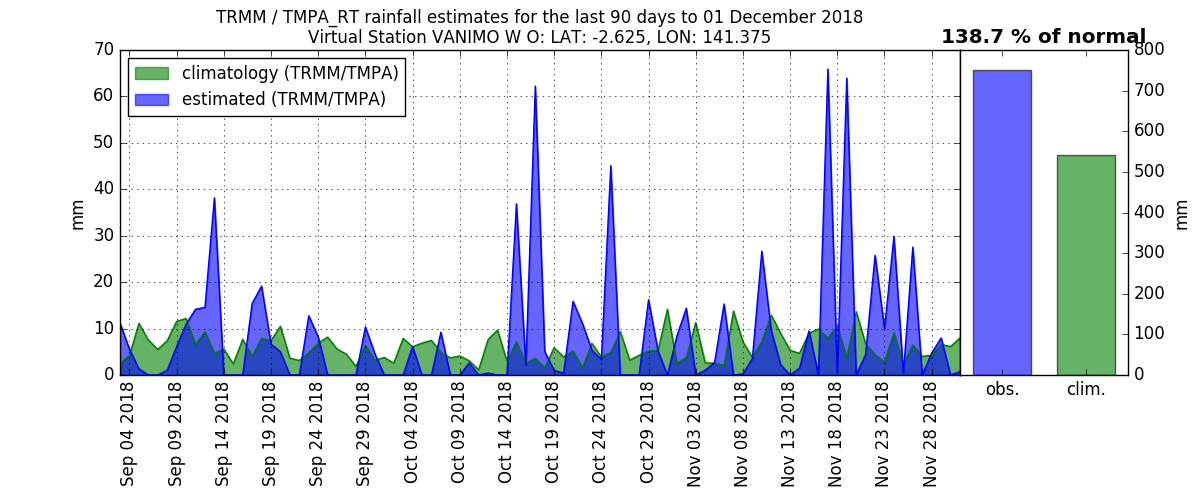 TRMM / TMPA_RT rainfall estimates for the last 90 days to 01 December 2018
Virtual Station VANIMO W O: LAT: -2.625, LON: 141.375
138.7 % of normal
climatology (TRMM/TMPA)
estimated (TRMM/TMPA)
mm
70
60
50
40
30
20
10
0
Sep 04 2018
Sep 09 2018
Sep 14 2018
Sep 19 2018
Sep 24 2018
Sep 29 2018
Oct 04 2018
Oct 09 2018
Oct 14 2018
Oct 19 2018
Oct 24 2018
Oct 29 2018
Nov 03 2018
Nov 08 2018
Nov 13 2018
Nov 18 2018
Nov 23 2018
Nov 28 2018
obs.
clim.
800
700
600
500
400
300
200
100
0
mm